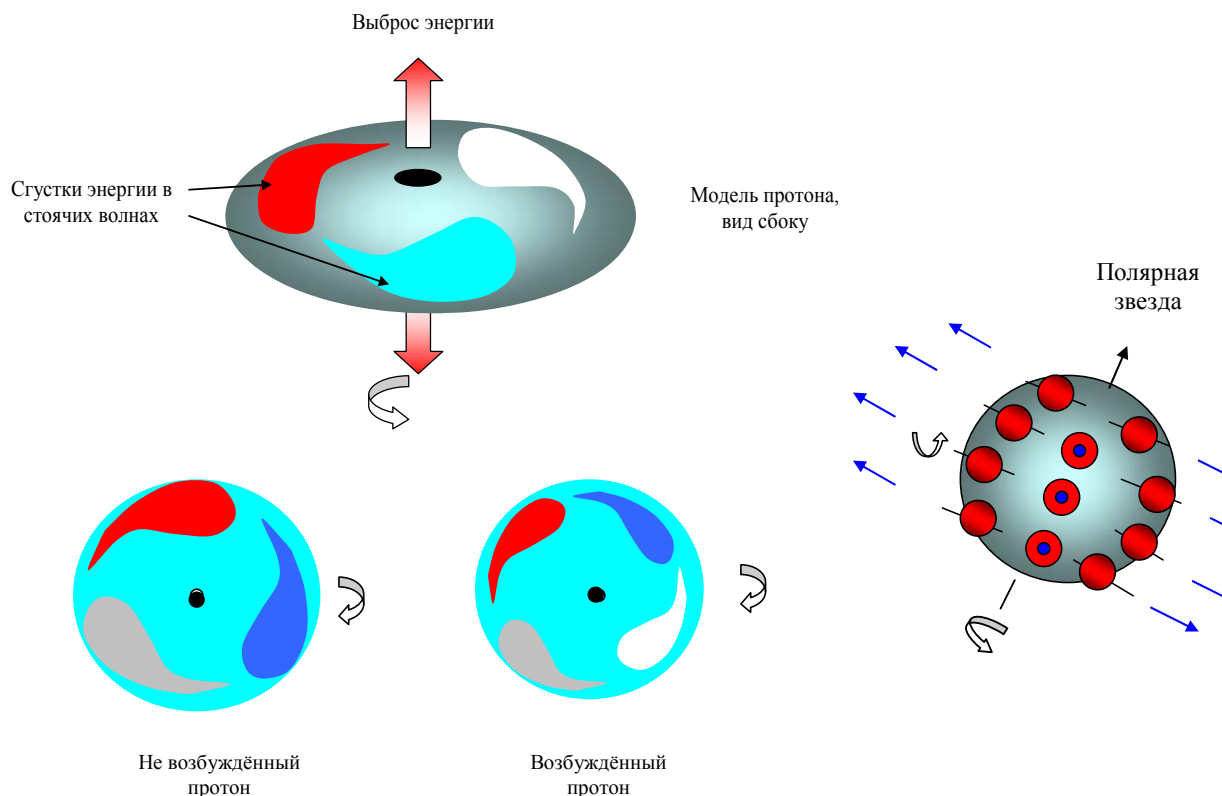 Выброс энергии
Сгустки энергии в
стоячих волнах
Модель протона,
вид сбоку
Полярная
звезда
Не возбуждённый
протон
Возбуждённый
протон